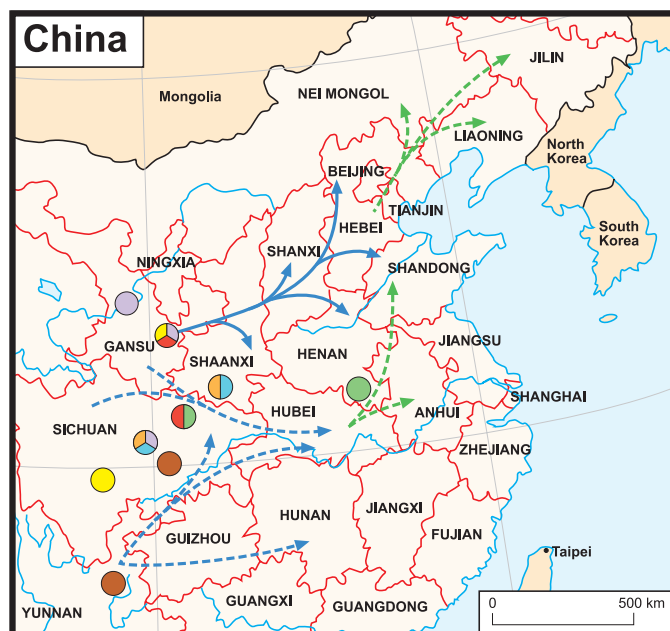 China
JILIN
Mongolia
NEI MONGOL
LIAONING
North
Korea
BEIJING
TIANJIN
South
Korea
HEBEI
SHANXI
NINGXIA
SHANDONG
GANSU
SHAANXI
HENAN
JIANGSU
SHANGHAI
HUBEI
ANHUI
SICHUAN
ZHEJIANG
JIANGXI
HUNAN
GUIZHOU
FUJIAN
Taipei
YUNNAN
GUANGXI
GUANGDONG
0
500 km